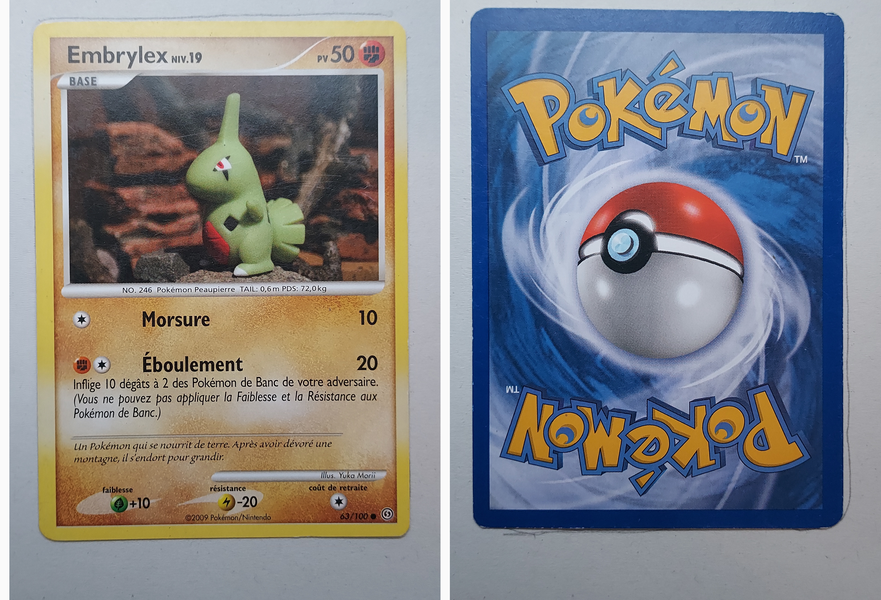 Embrylex NIV.19 PV 50
BASE
NO. 246 Pokémon Peaupierre TAIL: 0,6m PDS: 72,0kg
Morsure 10
Éboulement 20
Inflige 10 dégâts à 2 des Pokémon de Banc de votre adversaire.
(Vous ne pouvez pas appliquer la Faiblesse et la Résistance aux
Pokémon de Banc.)
Un Pokémon qui se nourrit de terre. Après avoir dévoré une
montagne, il s'endort pour grandir.
Illus. Yuka Morii
faiblesse résistance coût de retraite
+10 -20
©2009 Pokémon/Nintendo 63/100
POKéMON
TM
POKéMON
TM